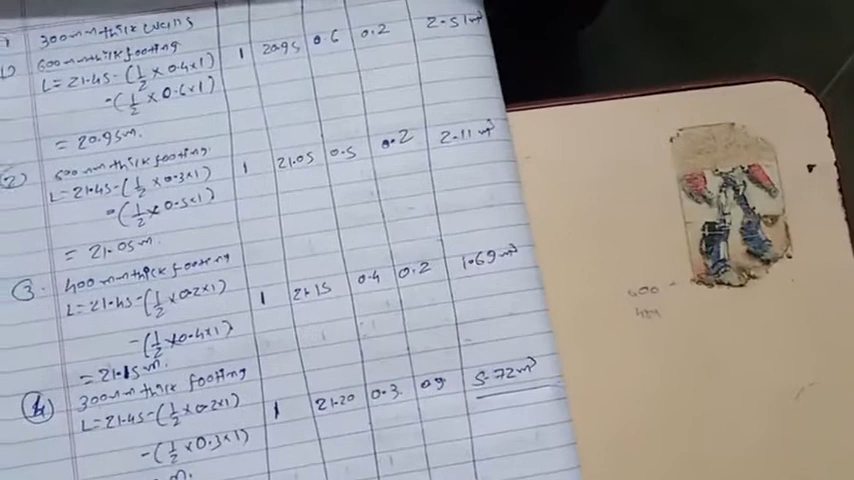 300mm thick walls
1) 600mm thick footing
L= 21.45-(1/2 × 0.4×1) 1 20.95 0.6 0.2 2.51m³
-(1/2 × 0.6×1)
= 20.95m.
(2) 500mm thick footing.
L= 21.45-(1/2 × 0.3×1) 1 21.05 0.5 0.2 2.11m³
-(1/2 × 0.5×1)
= 21.05m.
(3) 400mm thick footing
L= 21.45-(1/2 × 0.2×1) 1 21.15 0.4 0.2 1.69m³
-(1/2 × 0.4×1)
= 21.15m.
(4) 300mm thick footing
L= 21.45-(1/2 × 0.2×1) 1 21.20 0.3 0.9 5.72m³
-(1/2 × 0.3×1)
m.